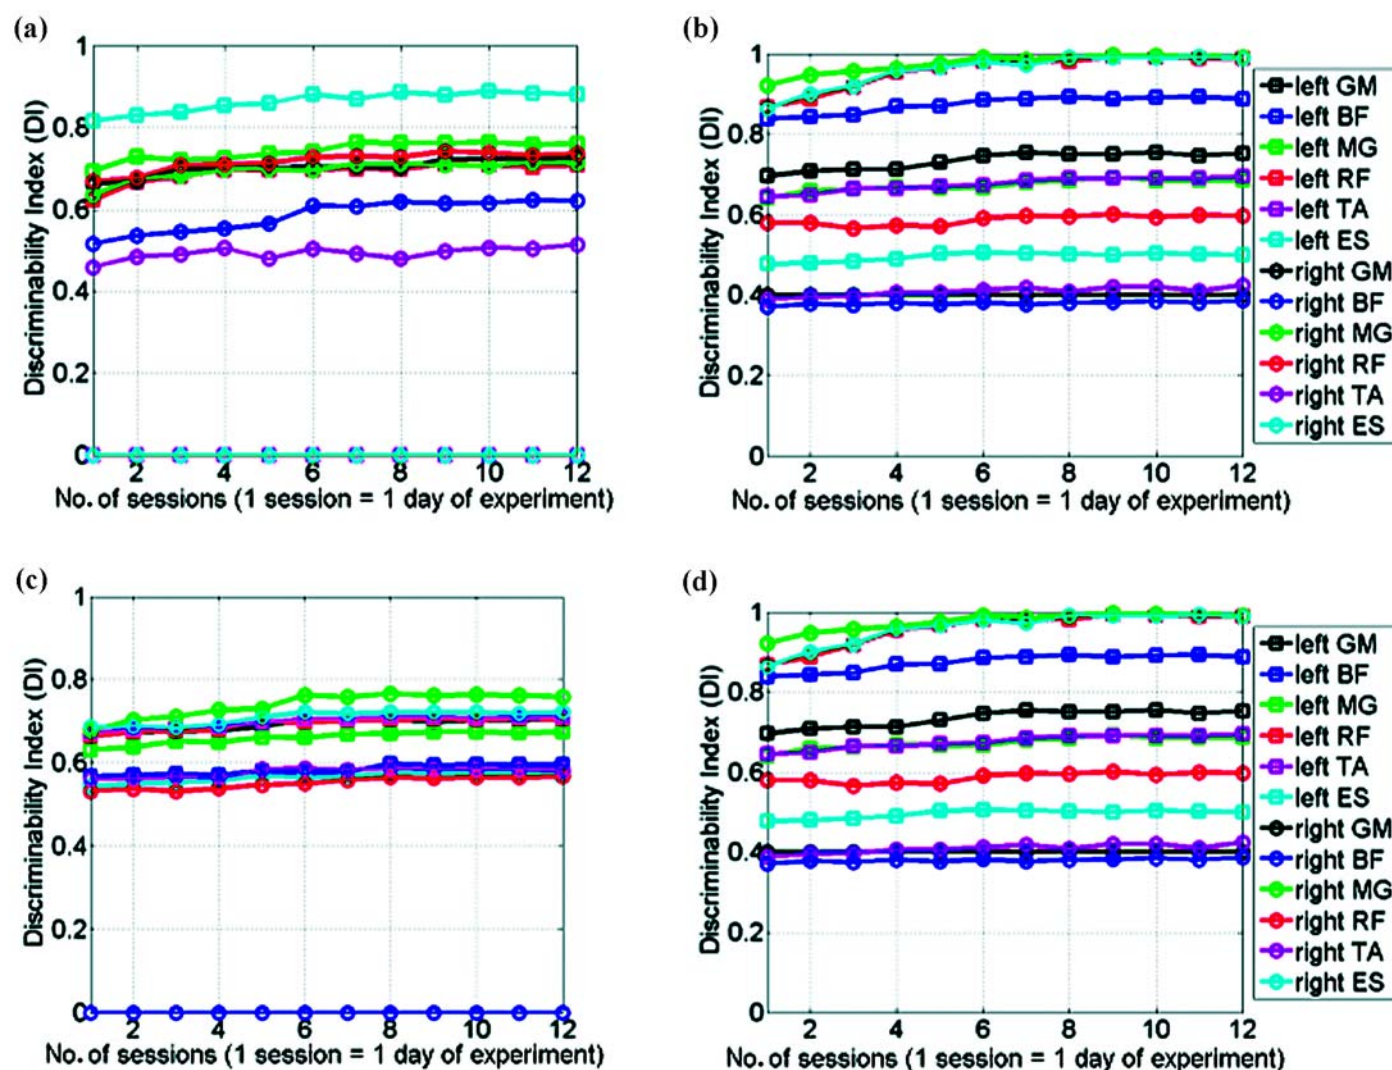 (a)
1
0.8
0.6
0.4
0.2
0
Discriminability Index (DI)
2 4 6 8 10 12
No. of sessions (1 session = 1 day of experiment)
(b)
1
0.8
0.6
0.4
0.2
0
Discriminability Index (DI)
2 4 6 8 10 12
No. of sessions (1 session = 1 day of experiment)
left GM
left BF
left MG
left RF
left TA
left ES
right GM
right BF
right MG
right RF
right TA
right ES
(c)
1
0.8
0.6
0.4
0.2
0
Discriminability Index (DI)
2 4 6 8 10 12
No. of sessions (1 session = 1 day of experiment)
(d)
1
0.8
0.6
0.4
0.2
0
Discriminability Index (DI)
2 4 6 8 10 12
No. of sessions (1 session = 1 day of experiment)
left GM
left BF
left MG
left RF
left TA
left ES
right GM
right BF
right MG
right RF
right TA
right ES